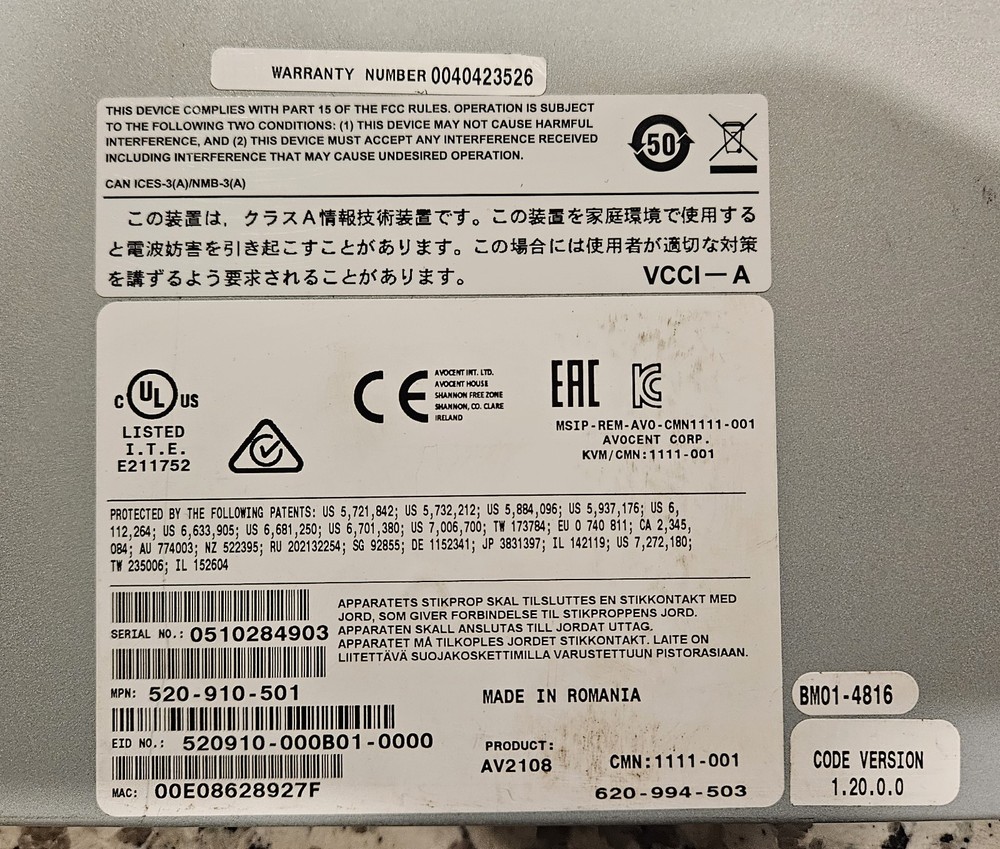 WARRANTY NUMBER 0040423526
THIS DEVICE COMPLIES WITH PART 15 OF THE FCC RULES. OPERATION IS SUBJECT
TO THE FOLLOWING TWO CONDITIONS: (1) THIS DEVICE MAY NOT CAUSE HARMFUL
INTERFERENCE, AND (2) THIS DEVICE MUST ACCEPT ANY INTERFERENCE RECEIVED
INCLUDING INTERFERENCE THAT MAY CAUSE UNDESIRED OPERATION.
50
CAN ICES-3(A)/NMB-3(A)
この装置は，クラスA情報技術装置です。この装置を家庭環境で使用する
と電波妨害を引き起こすことがあります。この場合には使用者が適切な対策
を講ずるよう要求されることがあります。 VCCI－A
C UL US
LISTED
I.T.E.
E211752
CE
AVOCENT INT. LTD.
AVOCENT HOUSE
SHANNON FREE ZONE
SHANNON, CO. CLARE
IRELAND
EAC
KC
MSIP-REM-AVO-CMN1111-001
AVOCENT CORP.
KVM/CMN:1111-001
PROTECTED BY THE FOLLOWING PATENTS: US 5,721,842; US 5,732,212; US 5,884,096; US 5,937,176; US 6,
112,264; US 6,633,905; US 6,681,250; US 6,701,380; US 7,006,700; TW 173784; EU 0 740 811; CA 2,345,
084; AU 774003; NZ 522395; RU 202132254; SG 92855; DE 1152341; JP 3831397; IL 142119; US 7,272,180;
TW 235006; IL 152604
APPARATETS STIKPROP SKAL TILSLUTTES EN STIKKONTAKT MED
JORD, SOM GIVER FORBINDELSE TIL STIKPROPPENS JORD.
APPARATEN SKALL ANSLUTAS TILL JORDAT UTTAG.
APPARATET MÅ TILKOPLES JORDET STIKKONTAKT. LAITE ON
LIITETTÄVÄ SUOJAKOSKETTIMILLA VARUSTETTUUN PISTORASIAAN.
SERIAL NO.: 0510284903
MPN: 520-910-501
EID NO.: 520910-000B01-0000
MAC: 00E08628927F
MADE IN ROMANIA
PRODUCT:
AV2108
CMN:1111-001
620-994-503
BM01-4816
CODE VERSION
1.20.0.0